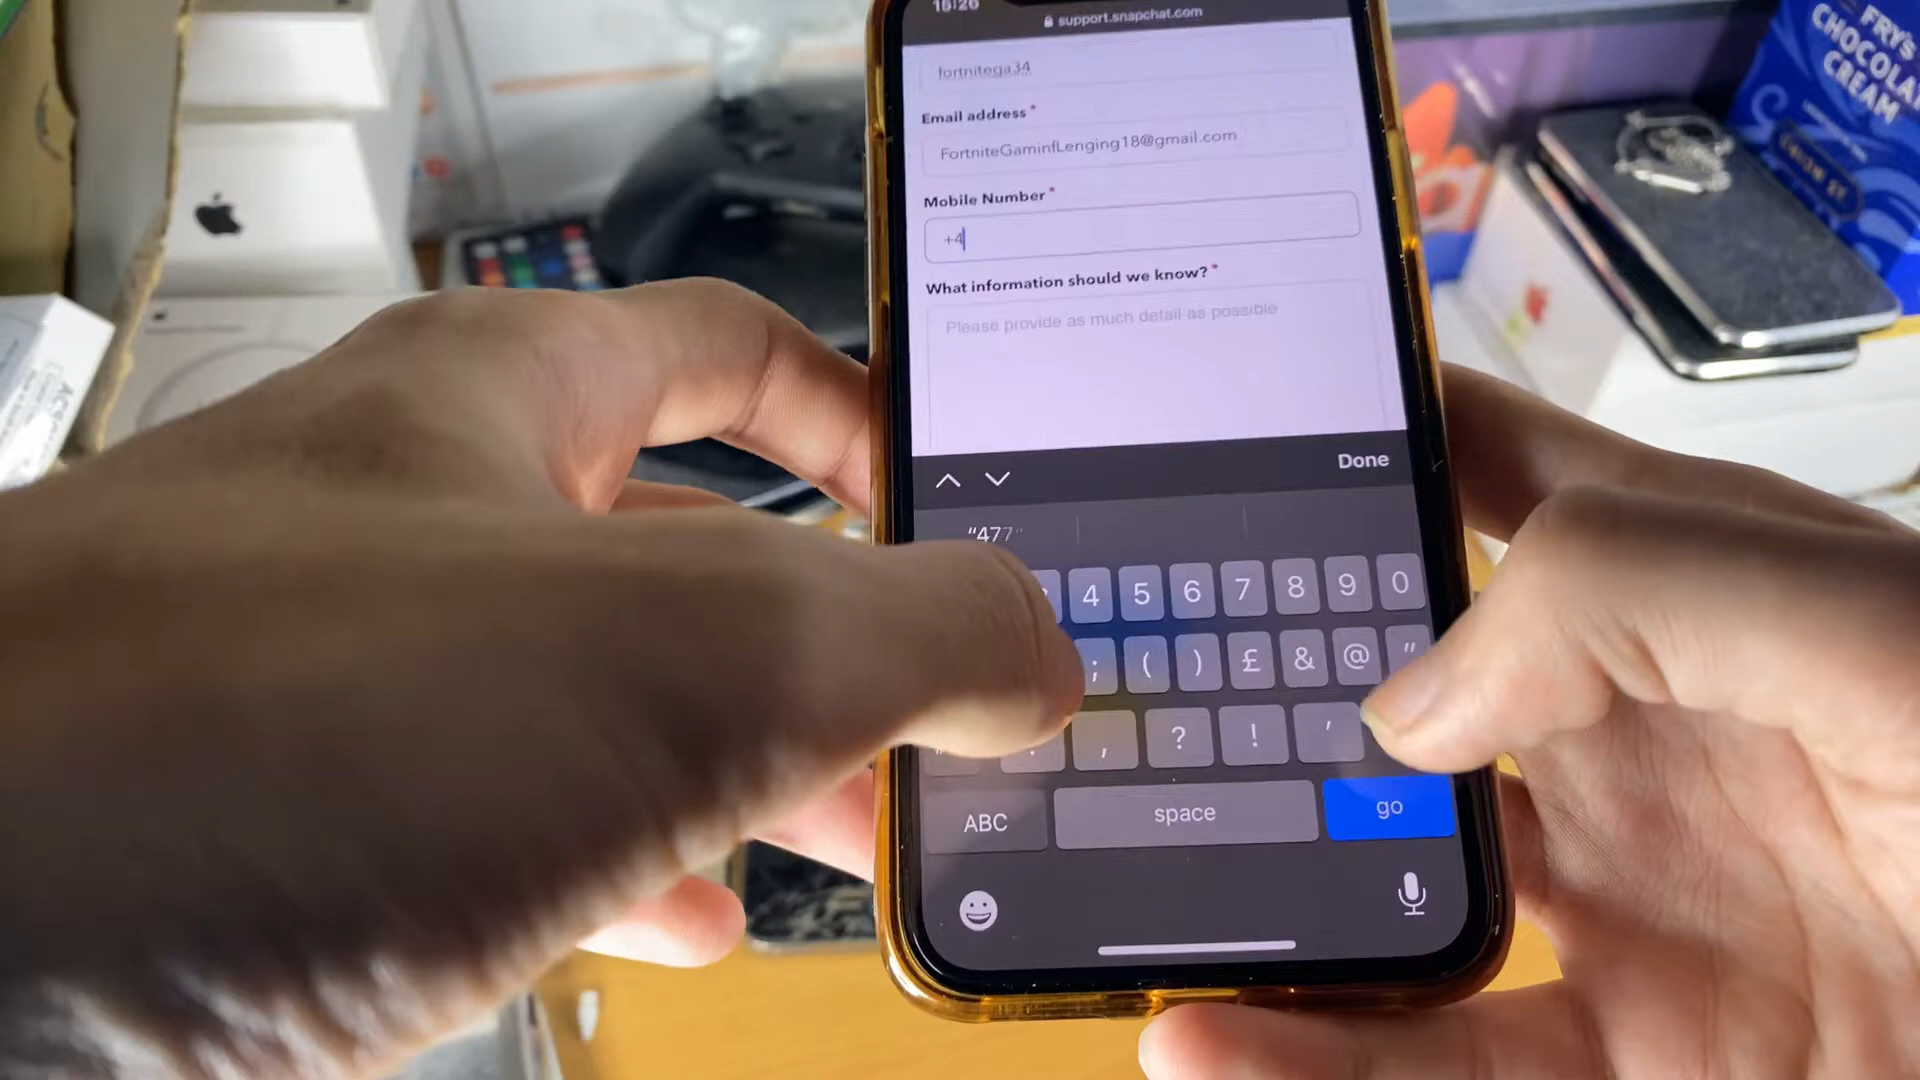 15:26
support.snapchat.com
fortnitega34
Email address *
FortniteGaminfLenging18@gmail.com
Mobile Number *
+4
What information should we know? *
Please provide as much detail as possible
Done
“477”
4 5 6 7 8 9 0
; ( ) £ & @ "
. , ? ! '
ABC space go
FRY's
CHOCOLA
CREAM